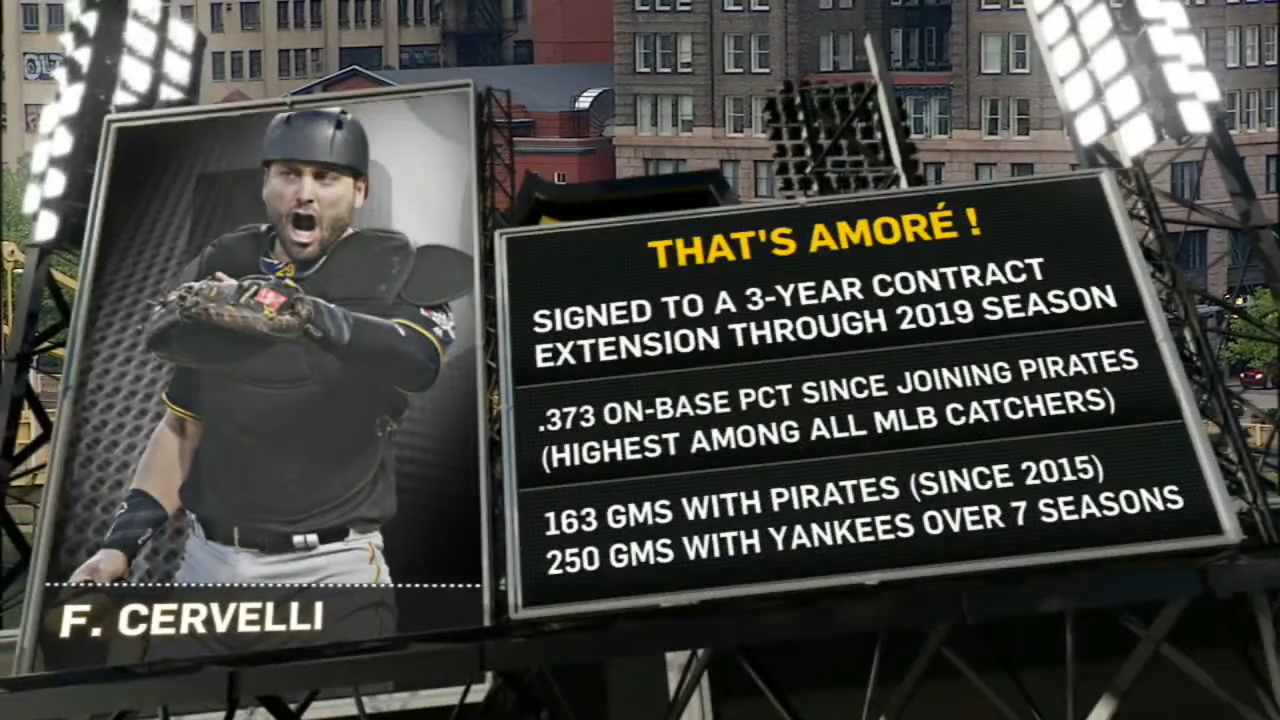 F. CERVELLI
THAT'S AMORÉ !
SIGNED TO A 3-YEAR CONTRACT
EXTENSION THROUGH 2019 SEASON
.373 ON-BASE PCT SINCE JOINING PIRATES
(HIGHEST AMONG ALL MLB CATCHERS)
163 GMS WITH PIRATES (SINCE 2015)
250 GMS WITH YANKEES OVER 7 SEASONS
29